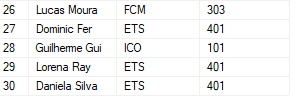 26 Lucas Moura FCM 303
27 Dominic Fer ETS 401
28 Guilherme Gui ICO 101
29 Lorena Ray ETS 401
30 Daniela Silva ETS 401